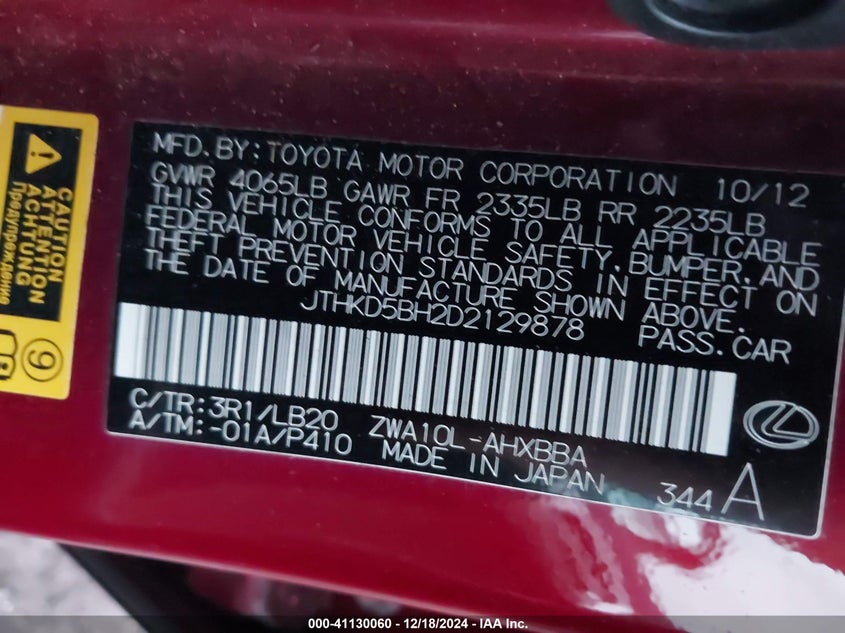 MFD.BY:TOYOTA MOTOR CORPORATION 10/12
GVWR 4065LB GAWR FR 2335LB RR 2235LB
THIS VEHICLE CONFORMS TO ALL APPLICABLE
FEDERAL MOTOR VEHICLE SAFETY,BUMPER,AND
THEFT PREVENTION STANDARDS IN EFFECT ON
THE DATE OF MANUFACTURE SHOWN ABOVE.
JTHKD5BH2D2129878 PASS.CAR
C/TR:3R1/LB20 ZWA10L-AHXBBA
A/TM:-01A/P410 MADE IN JAPAN
344 A
CAUTION
ATTENTION
ACHTUNG
Предупреждение
9
000-41130060 - 12/18/2024 - IAA Inc.